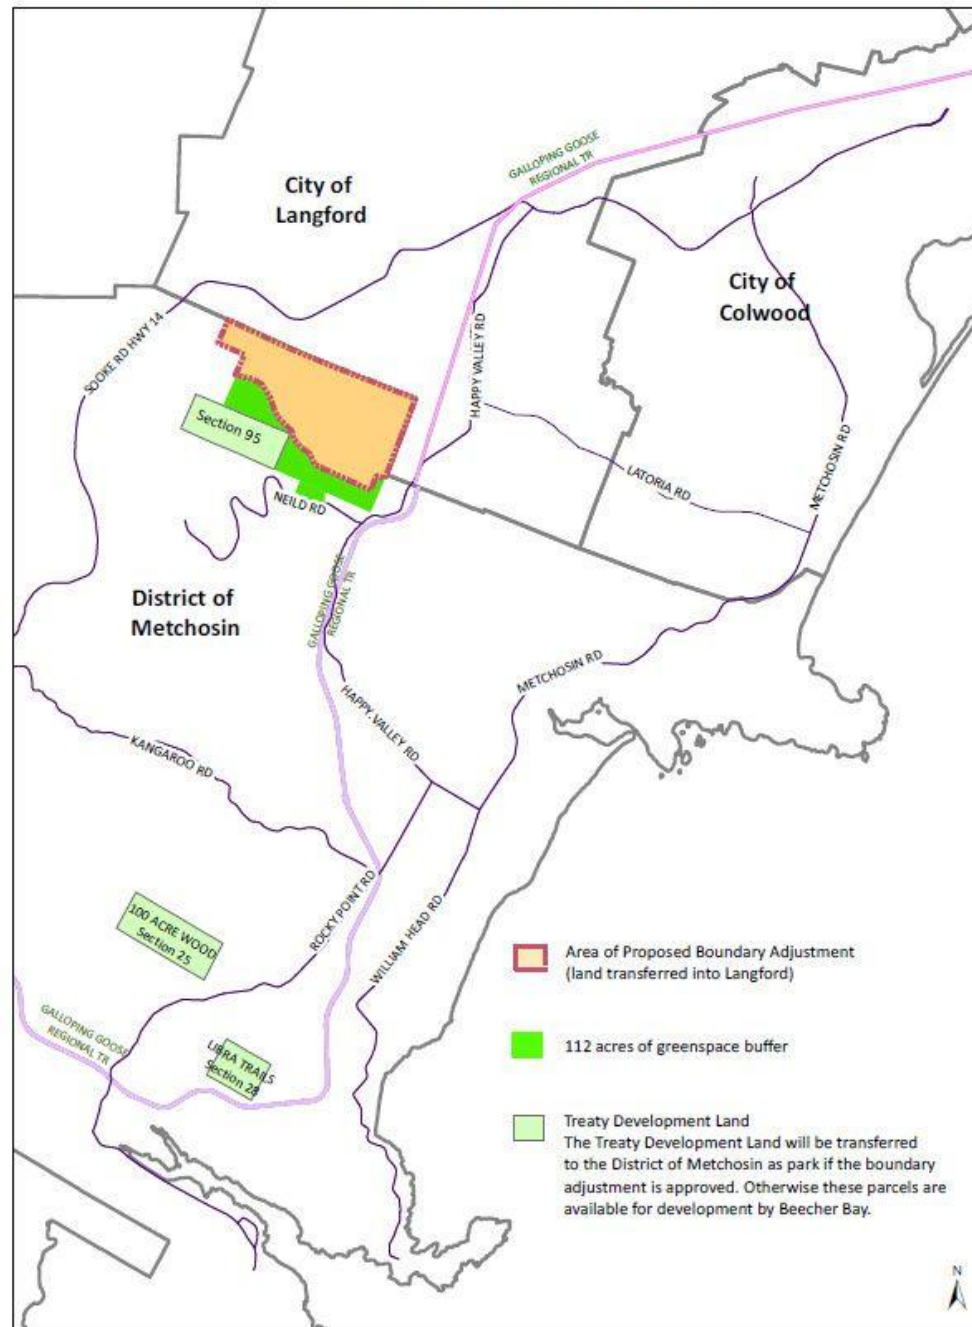 GALLOPING GOOSE
REGIONAL TR
City of
Langford
City of
Colwood
SOOKE RD HWY 14
HAPPY VALLEY RD
Section 95
LATORIA RD
METCHOSIN RD
NEILD RD
GALLOPING GOOSE
REGIONAL TR
District of
Metchosin
METCHOSIN RD
HAPPY VALLEY RD
KANGAROO RD
ROCKY POINT RD
WILLIAM HEAD RD
100 ACRE WOOD
Section 25
GALLOPING GOOSE
REGIONAL TR
LIBRA TRAILS
Section 28
Area of Proposed Boundary Adjustment
(land transferred into Langford)
112 acres of greenspace buffer
Treaty Development Land
The Treaty Development Land will be transferred
to the District of Metchosin as park if the boundary
adjustment is approved. Otherwise these parcels are
available for development by Beecher Bay.
N